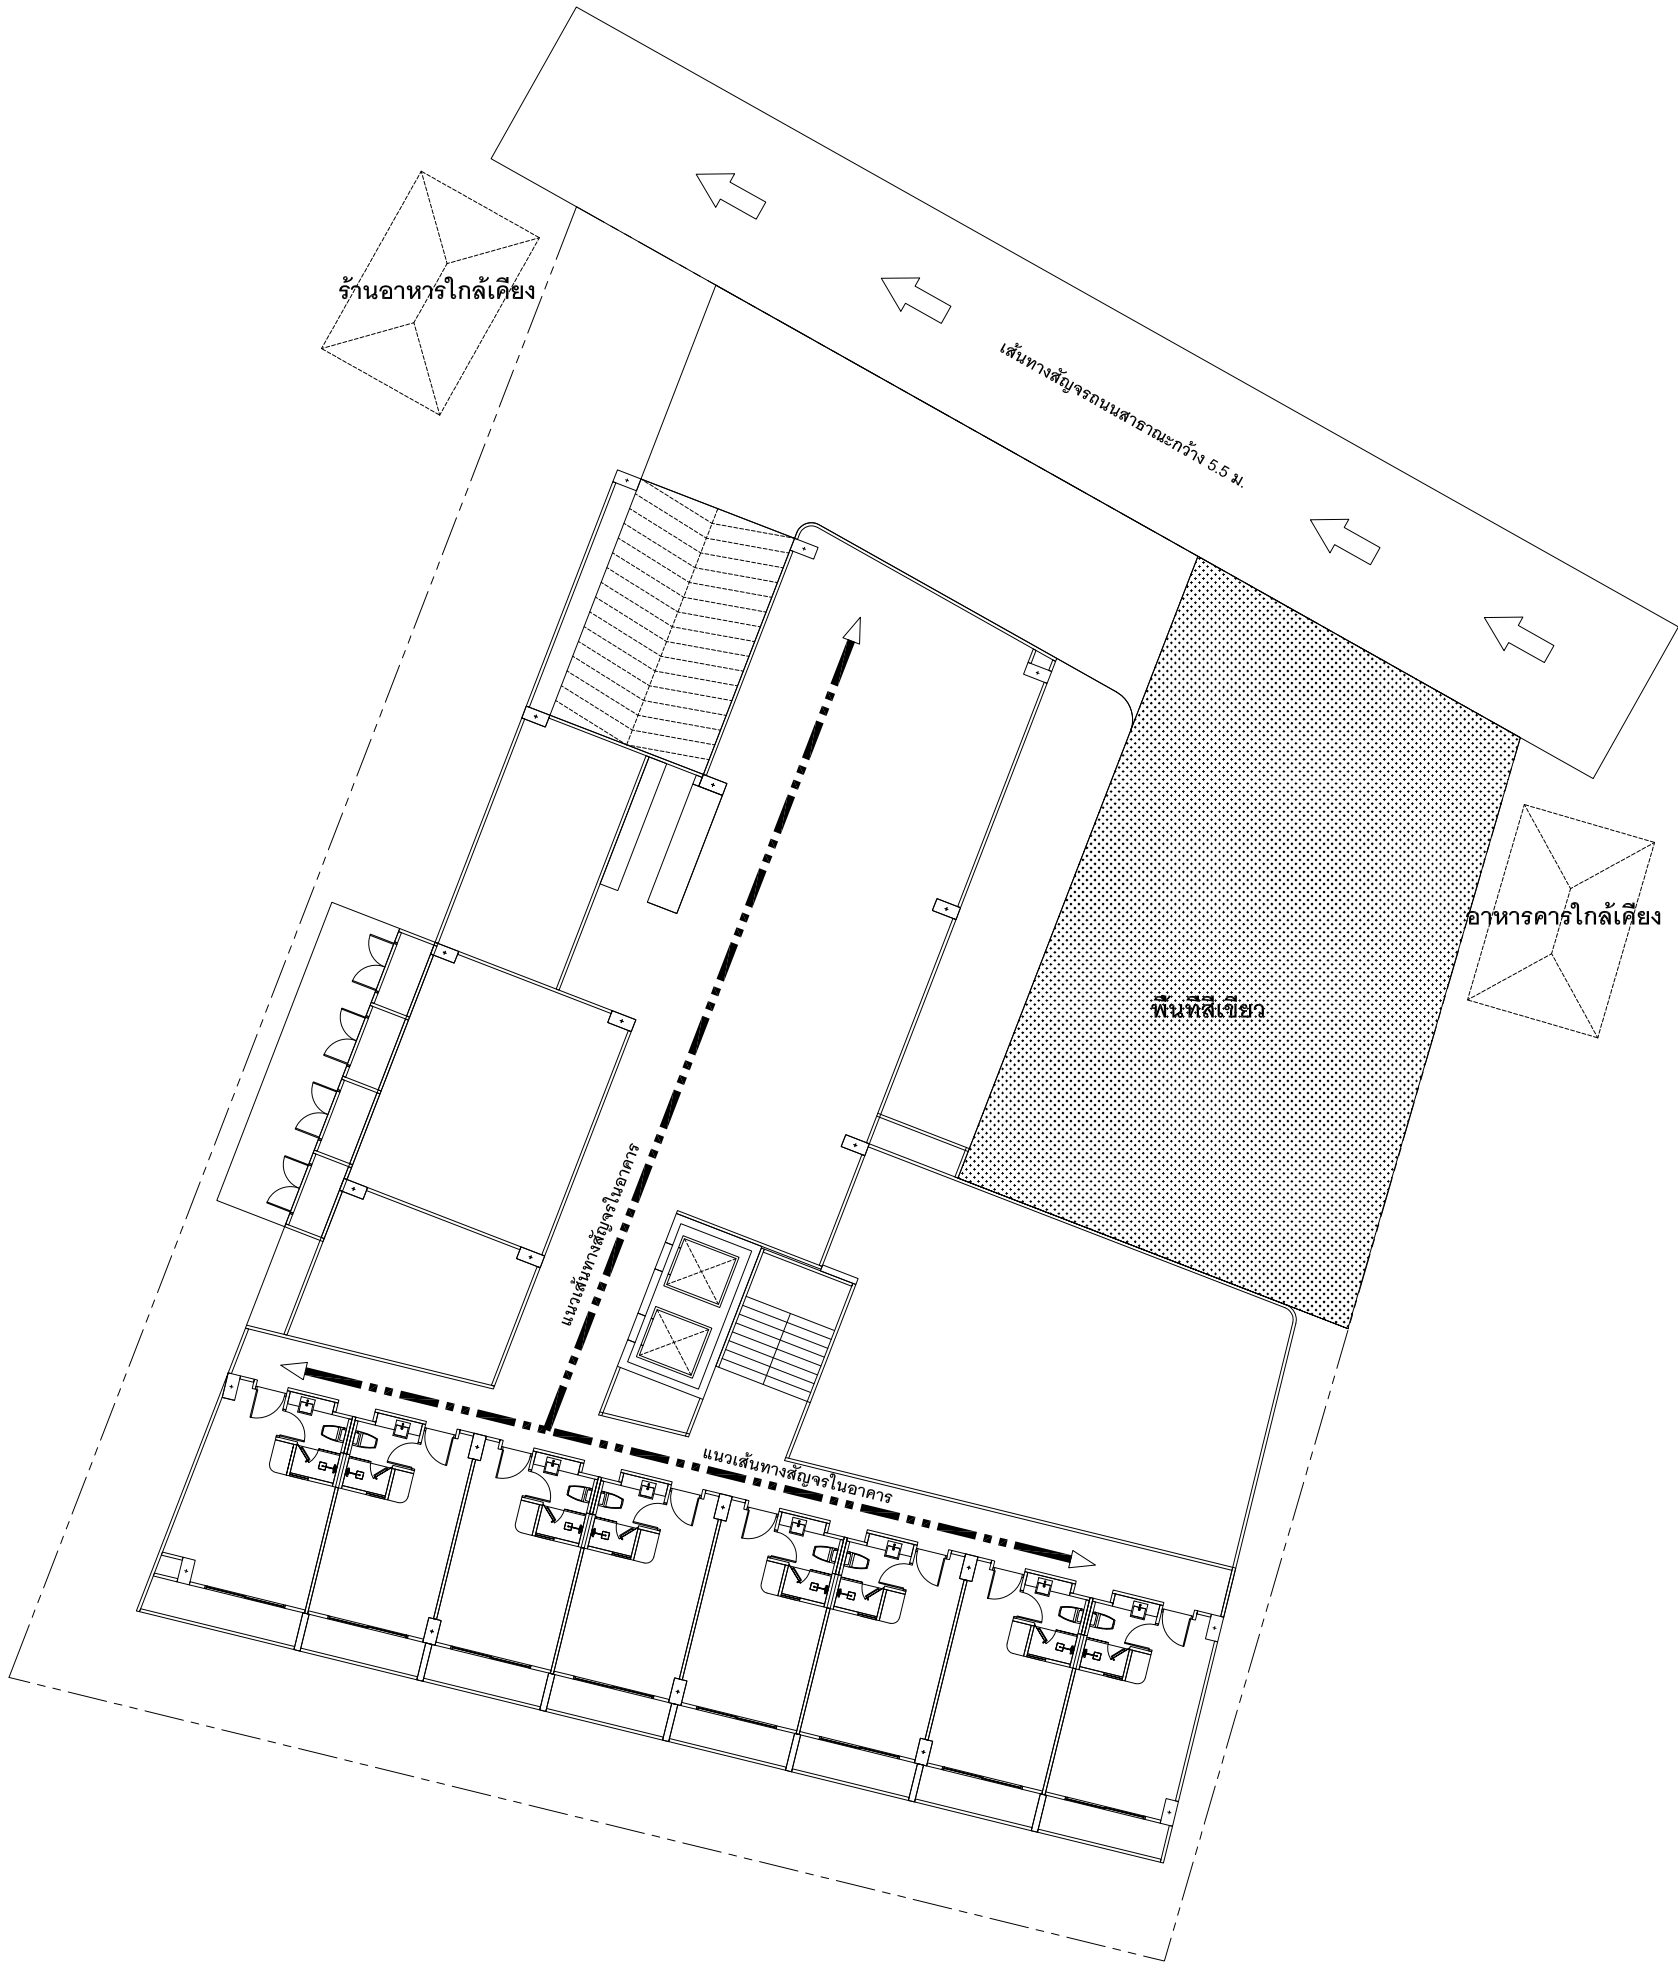 ร้านอาหารใกล้เคียง
เส้นทางสัญจรถนนสาธาณะกว้าง 5.5 ม.
อาหารคารใกล้เคียง
พื้นที่สีเขียว
แนวเส้นทางสัญจรในอาคาร
แนวเส้นทางสัญจรในอาคาร